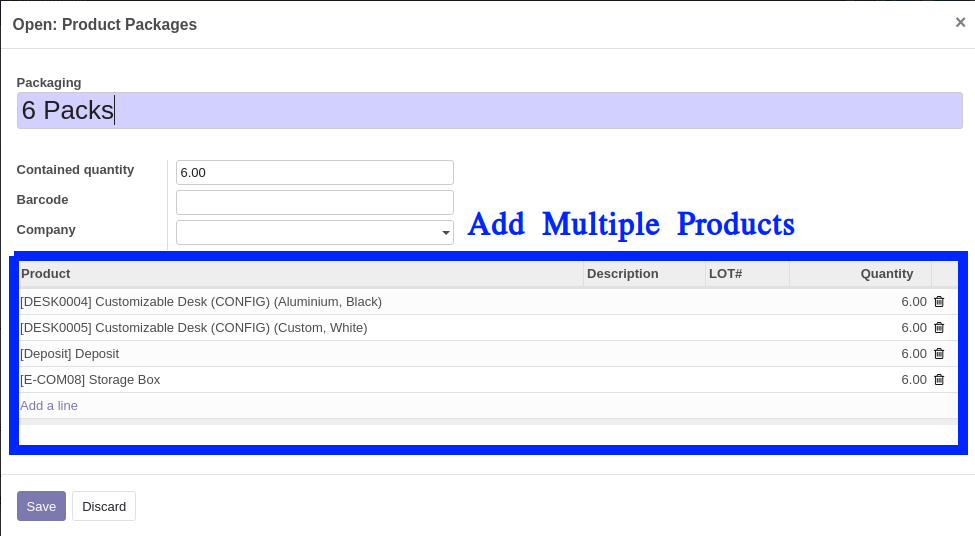 Open: Product Packages ×
Packaging
6 Packs
Contained quantity 6.00
Barcode
Company
Add Multiple Products
Product Description LOT# Quantity
[DESK0004] Customizable Desk (CONFIG) (Aluminium, Black) 6.00
[DESK0005] Customizable Desk (CONFIG) (Custom, White) 6.00
[Deposit] Deposit 6.00
[E-COM08] Storage Box 6.00
Add a line
Save Discard